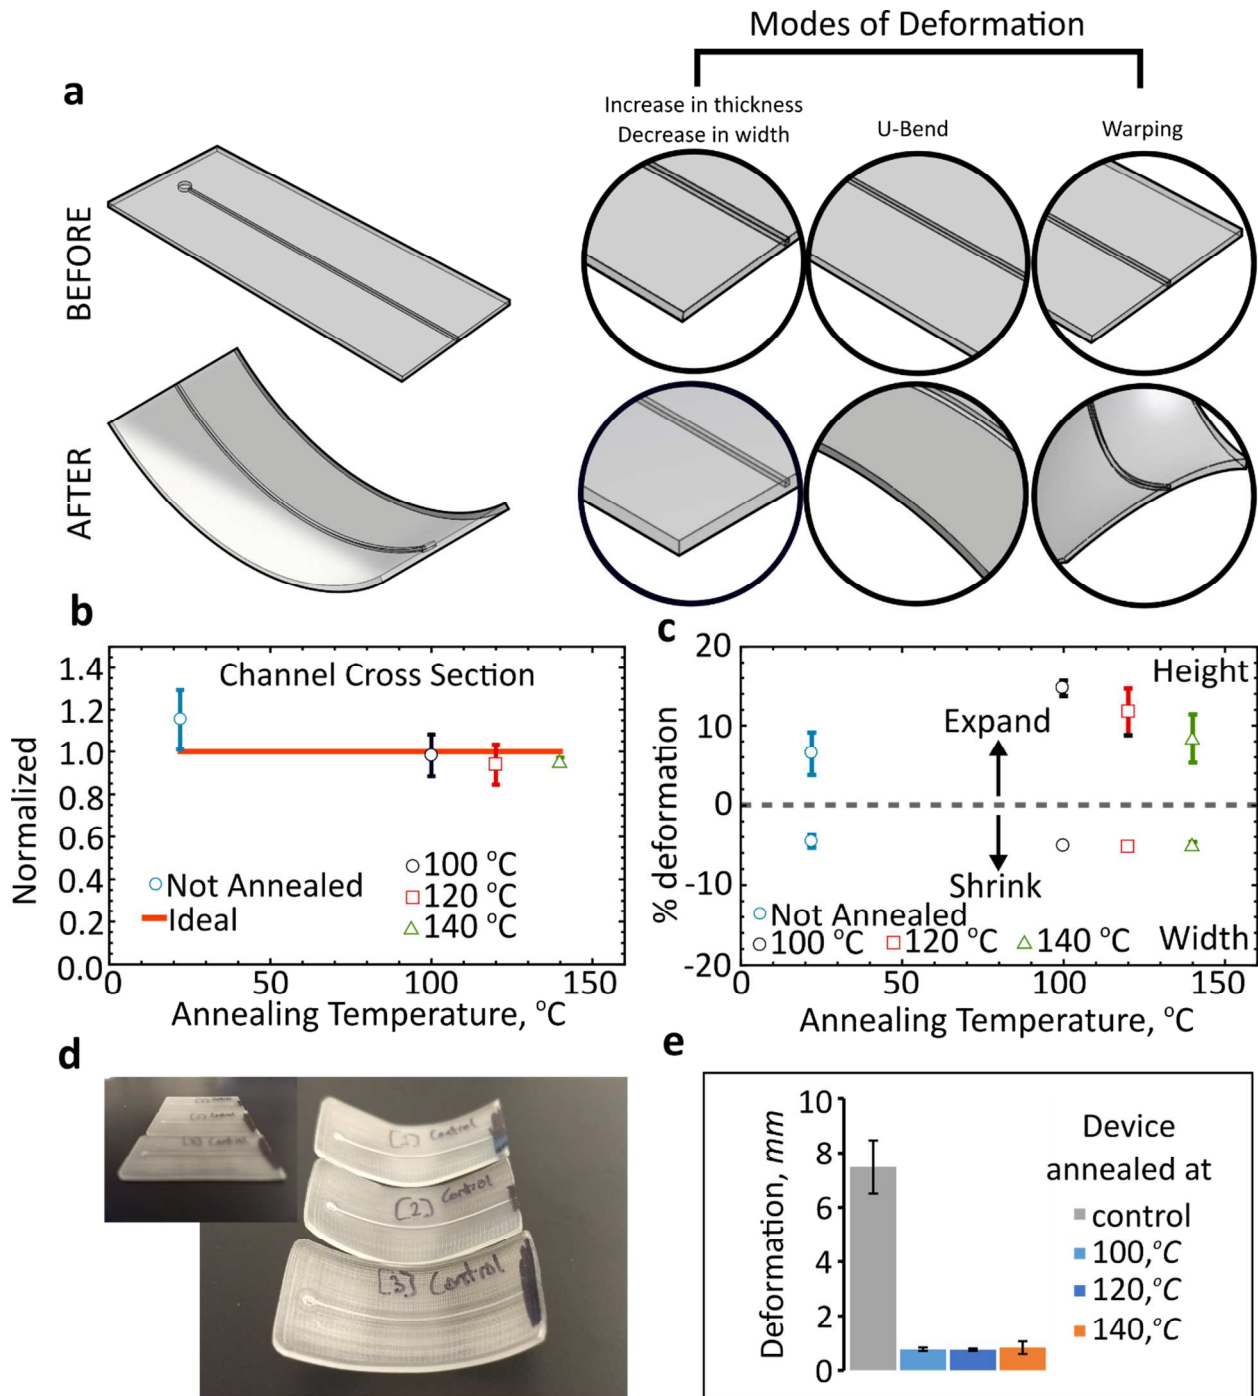 Modes of Deformation
a
Increase in thickness
Decrease in width
U-Bend
Warping
BEFORE
AFTER
b
1.4
1.2
1.0
0.8
0.6
0.4
0.2
0.0
Normalized
Channel Cross Section
Not Annealed
Ideal
100 °C
120 °C
140 °C
0
50
100
150
Annealing Temperature, °C
c
20
10
0
-10
-20
% deformation
Height
Expand
Shrink
Not Annealed
100 °C
120 °C
140 °C
Width
0
50
100
150
Annealing Temperature, °C
d
Control
[1] Control
[2] Control
[3] Control
e
10
8
6
4
2
0
Deformation, mm
Device
annealed at
control
100,°C
120,°C
140,°C